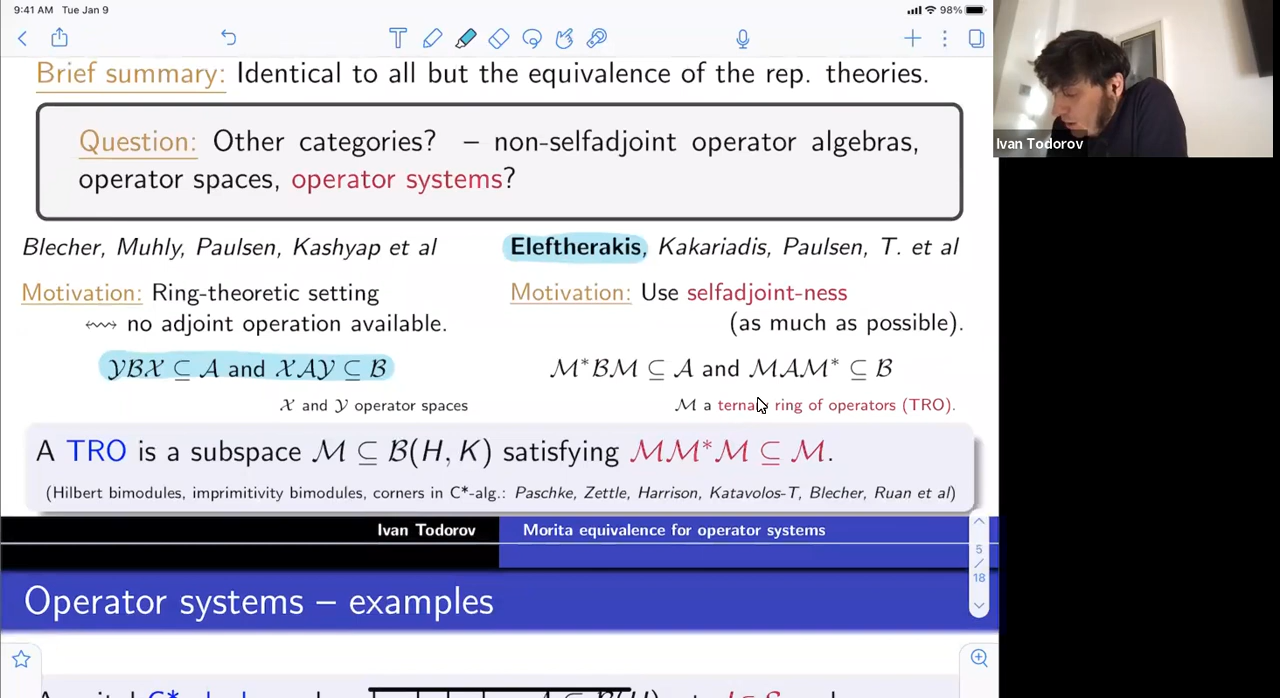 9:41 AM Tue Jan 9
98%
Brief summary: Identical to all but the equivalence of the rep. theories.
Question: Other categories? – non-selfadjoint operator algebras,
operator spaces, operator systems?
Blecher, Muhly, Paulsen, Kashyap et al
Motivation: Ring-theoretic setting
↭ no adjoint operation available.
𝒴ℬ𝒳 ⊆ 𝒜 and 𝒳𝒜𝒴 ⊆ ℬ
𝒳 and 𝒴 operator spaces
Eleftherakis, Kakariadis, Paulsen, T. et al
Motivation: Use selfadjoint-ness
(as much as possible).
ℳ*ℬℳ ⊆ 𝒜 and ℳ𝒜ℳ* ⊆ ℬ
ℳ a ternary ring of operators (TRO).
A TRO is a subspace ℳ ⊆ ℬ(H, K) satisfying ℳℳ*ℳ ⊆ ℳ.
(Hilbert bimodules, imprimitivity bimodules, corners in C*-alg.: Paschke, Zettle, Harrison, Katavolos-T, Blecher, Ruan et al)
Ivan Todorov
Morita equivalence for operator systems
5
/
18
Operator systems – examples
Ivan Todorov